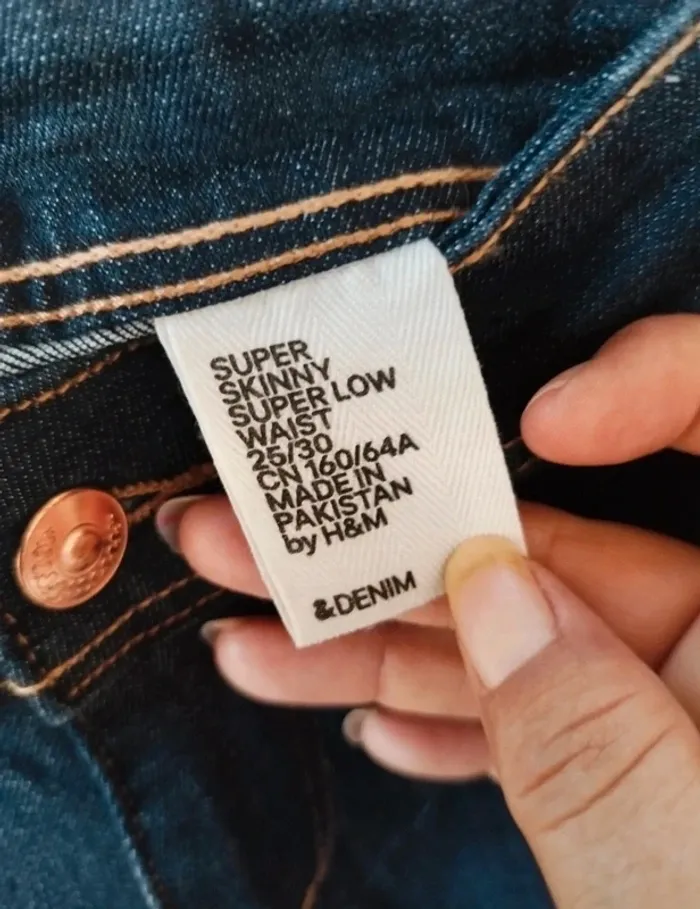 SUPER
SKINNY
SUPER LOW
WAIST
25/30
CN 160/64A
MADE IN
PAKISTAN
by H&M
&DENIM